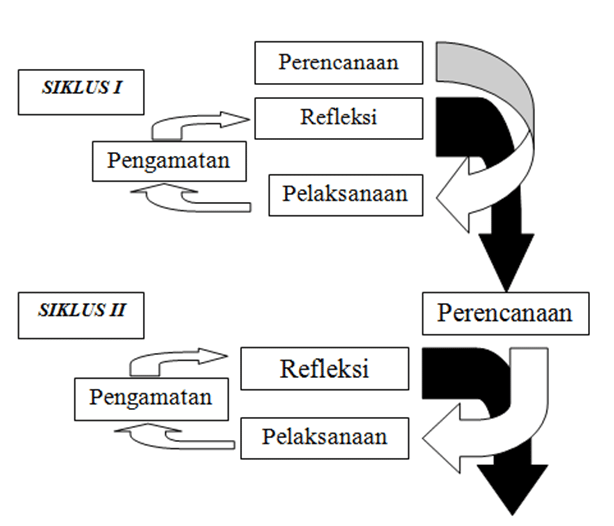 Perencanaan
SIKLUS I
Refleksi
Pengamatan
Pelaksanaan
SIKLUS II
Perencanaan
Refleksi
Pengamatan
Pelaksanaan